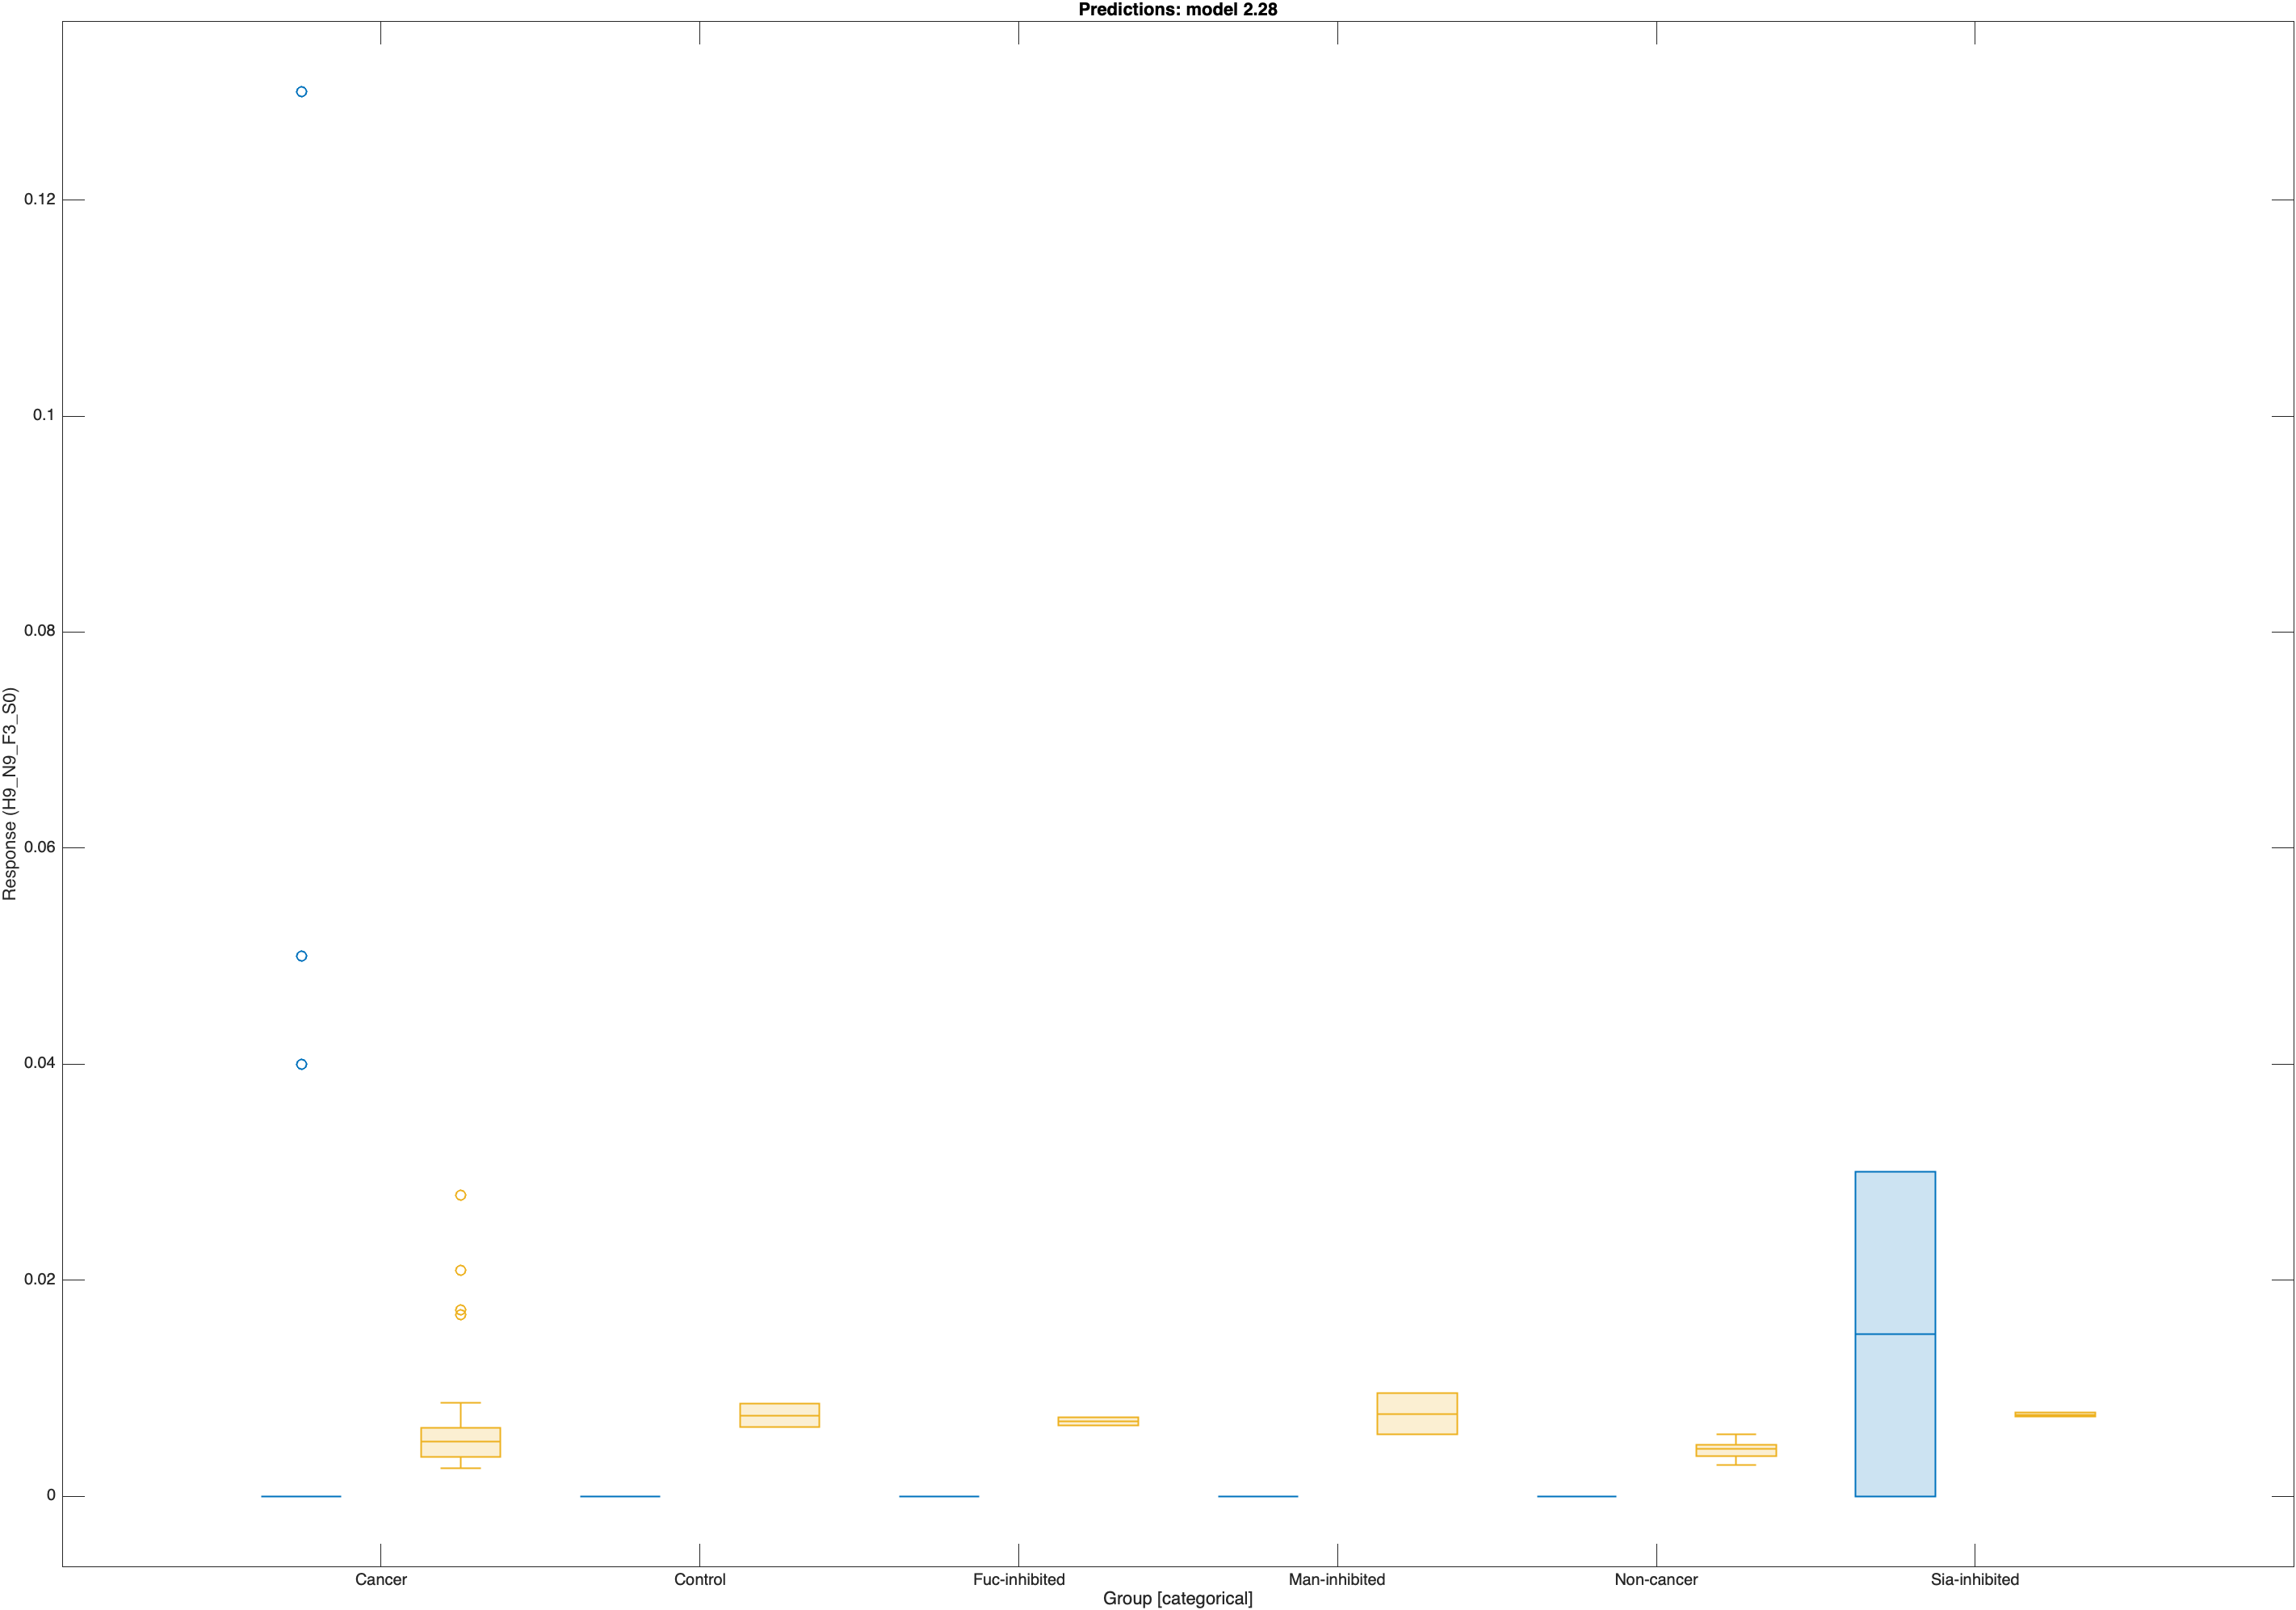 Predictions: model 2.28
0.12
0.1
0.08
0.06
0.04
0.02
0
Response (H9_N9_F3_S0)
Cancer Control Fuc-inhibited Man-inhibited Non-cancer Sia-inhibited
Group [categorical]